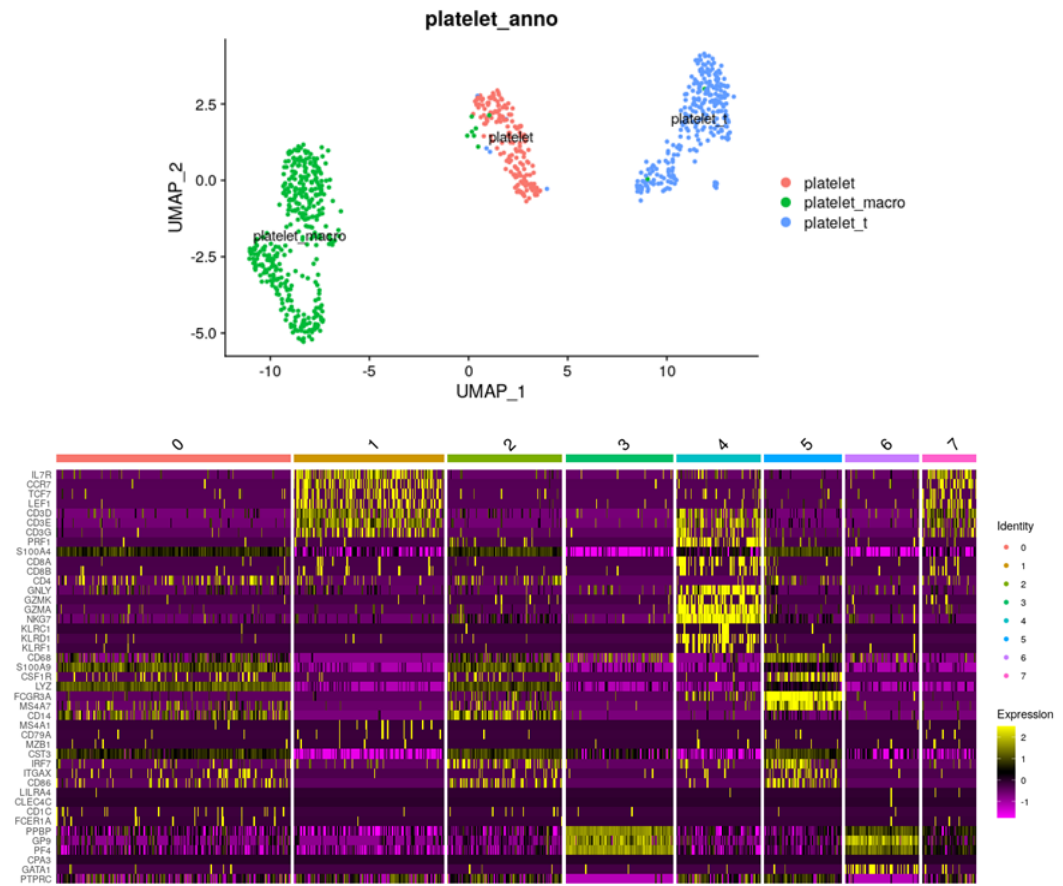 platelet_anno
2.5
0.0
-2.5
-5.0
UMAP_2
platelet_macro
platelet
platelet_t
-10
-5
0
5
10
UMAP_1
platelet
platelet_macro
platelet_t
0
1
2
3
4
5
6
7
IL7R
CCR7
TCF7
LEF1
CD3D
CD3E
CD3G
PRF1
S100A4
CD8A
CD8B
CD4
GNLY
GZMK
GZMA
NKG7
KLRC1
KLRD1
KLRF1
CD68
S100A9
CSF1R
LYZ
FCGR3A
MS4A7
CD14
MS4A1
CD79A
MZB1
CST3
IRF7
ITGAX
CD86
LILRA4
CLEC4C
CD1C
FCER1A
PPBP
GP9
PF4
CPA3
GATA1
PTPRC
Identity
0
1
2
3
4
5
6
7
Expression
2
1
0
-1